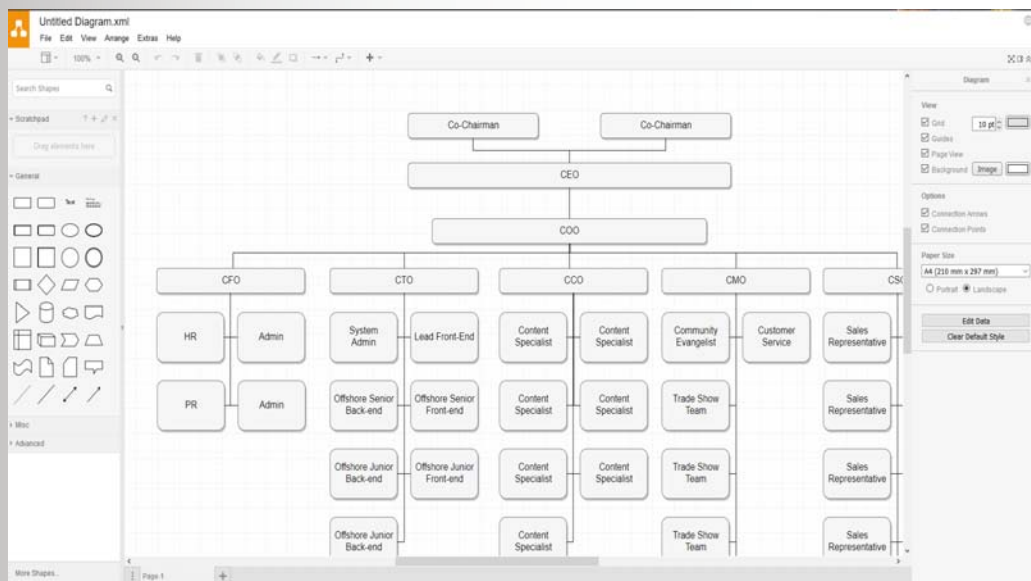 Untitled Diagram.xml
File Edit View Arrange Extras Help
100%
Search Shapes
Scratchpad
Drag elements here
General
Text
Misc
Advanced
More Shapes...
Co-Chairman
Co-Chairman
CEO
COO
CFO
CTO
CCO
CMO
HR
Admin
System
Admin
Lead Front-End
Content
Specialist
Content
Specialist
Community
Evangelist
Customer
Service
Sales
Representative
PR
Admin
Offshore Senior
Back-end
Offshore Senior
Front-end
Content
Specialist
Content
Specialist
Trade Show
Team
Sales
Representative
Offshore Junior
Back-end
Offshore Junior
Front-end
Content
Specialist
Content
Specialist
Trade Show
Team
Sales
Representative
Offshore Junior
Back-end
Content
Specialist
Trade Show
Team
Sales
Representative
Page-1
Diagram
View
Grid 10 pt
Guides
Page View
Background Image
Options
Connection Arrows
Connection Points
Paper Size
A4 (210 mm x 297 mm)
Portrait Landscape
Edit Data
Clear Default Style